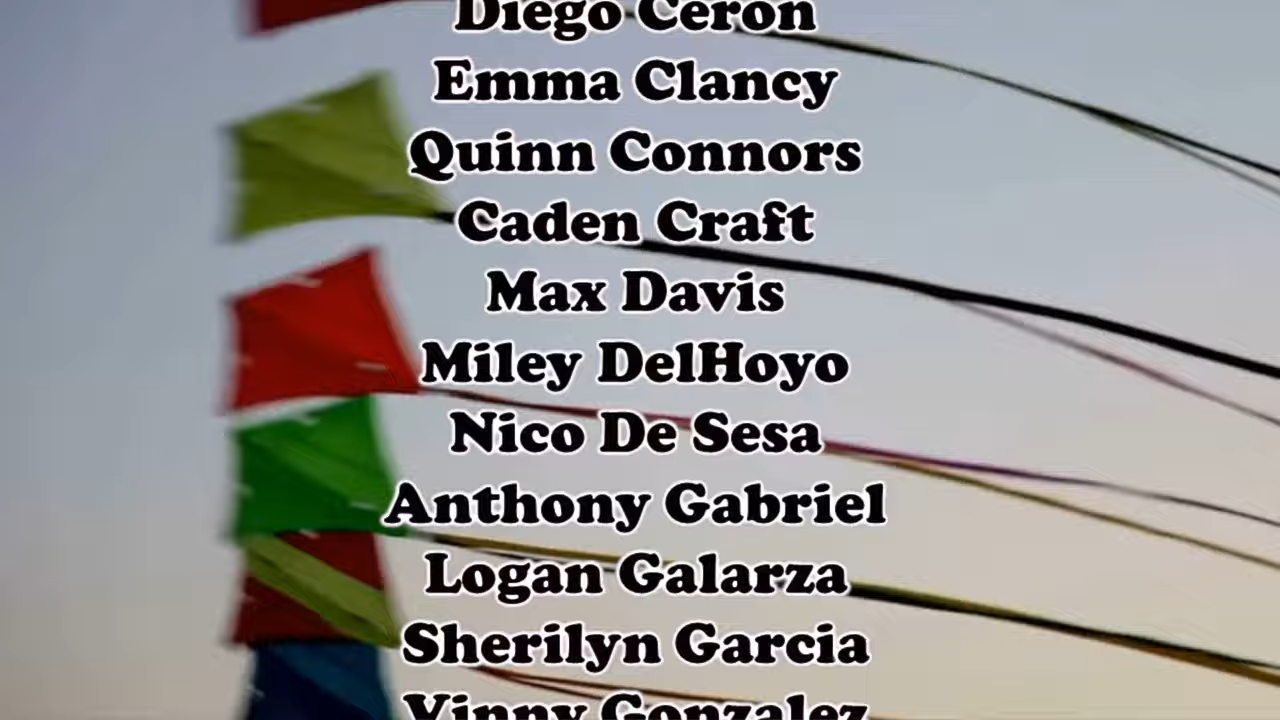 Diego Ceron
Emma Clancy
Quinn Connors
Caden Craft
Max Davis
Miley DelHoyo
Nico De Sesa
Anthony Gabriel
Logan Galarza
Sherilyn Garcia
Vinny Gonzalez